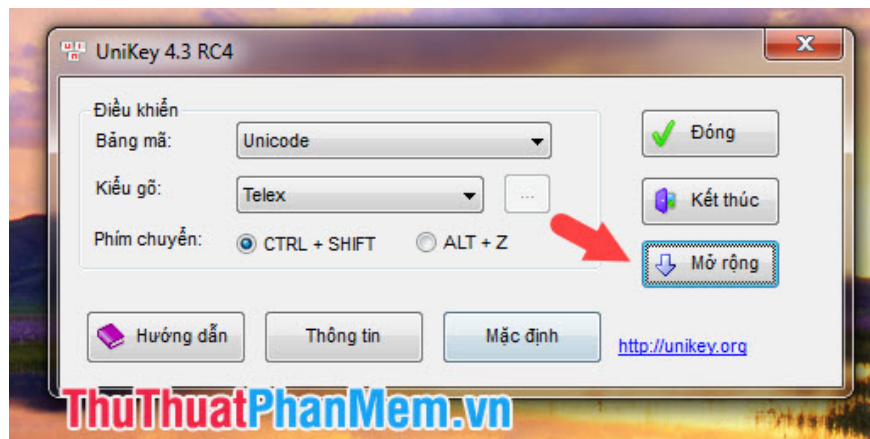 UniKey 4.3 RC4
Điều khiển
Bảng mã: Unicode
Đóng
Kiểu gõ: Telex ...
Kết thúc
Phím chuyển: CTRL + SHIFT ALT + Z
Mở rộng
Hướng dẫn Thông tin Mặc định
http://unikey.org
ThuThuatPhanMem.vn